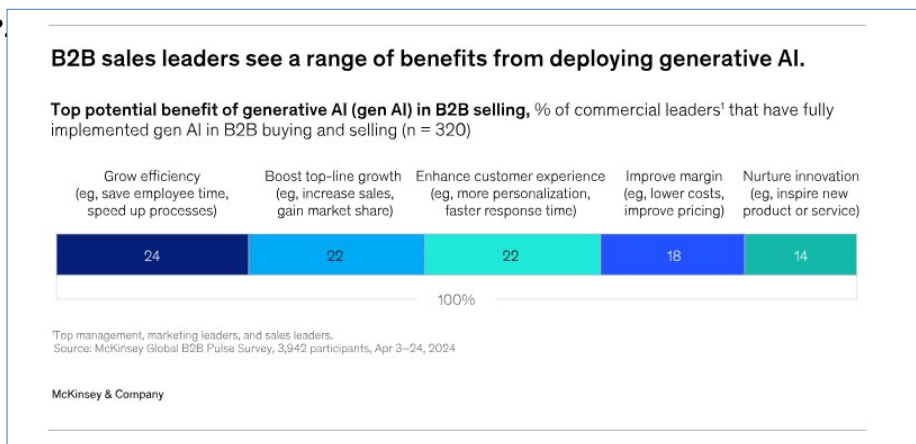 B2B sales leaders see a range of benefits from deploying generative AI.
Top potential benefit of generative AI (gen AI) in B2B selling, % of commercial leaders¹ that have fully
implemented gen AI in B2B buying and selling (n = 320)
Grow efficiency
(eg, save employee time,
speed up processes)
Boost top-line growth
(eg, increase sales,
gain market share)
Enhance customer experience
(eg, more personalization,
faster response time)
Improve margin
(eg, lower costs,
improve pricing)
Nurture innovation
(eg, inspire new
product or service)
24
22
22
18
14
100%
¹Top management, marketing leaders, and sales leaders.
Source: McKinsey Global B2B Pulse Survey, 3,942 participants, Apr 3–24, 2024
McKinsey & Company